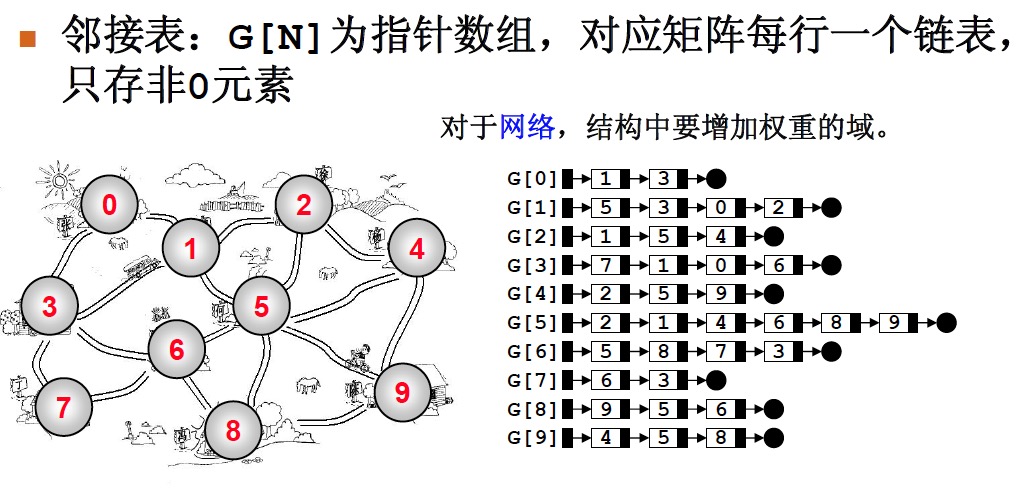 邻接表：G[N]为指针数组，对应矩阵每行一个链表，
只存非0元素
对于网络，结构中要增加权重的域。
0
2
1
4
3
5
6
9
7
8
G[0] 1 3
G[1] 5 3 0 2
G[2] 1 5 4
G[3] 7 1 0 6
G[4] 2 5 9
G[5] 2 1 4 6 8 9
G[6] 5 8 7 3
G[7] 6 3
G[8] 9 5 6
G[9] 4 5 8